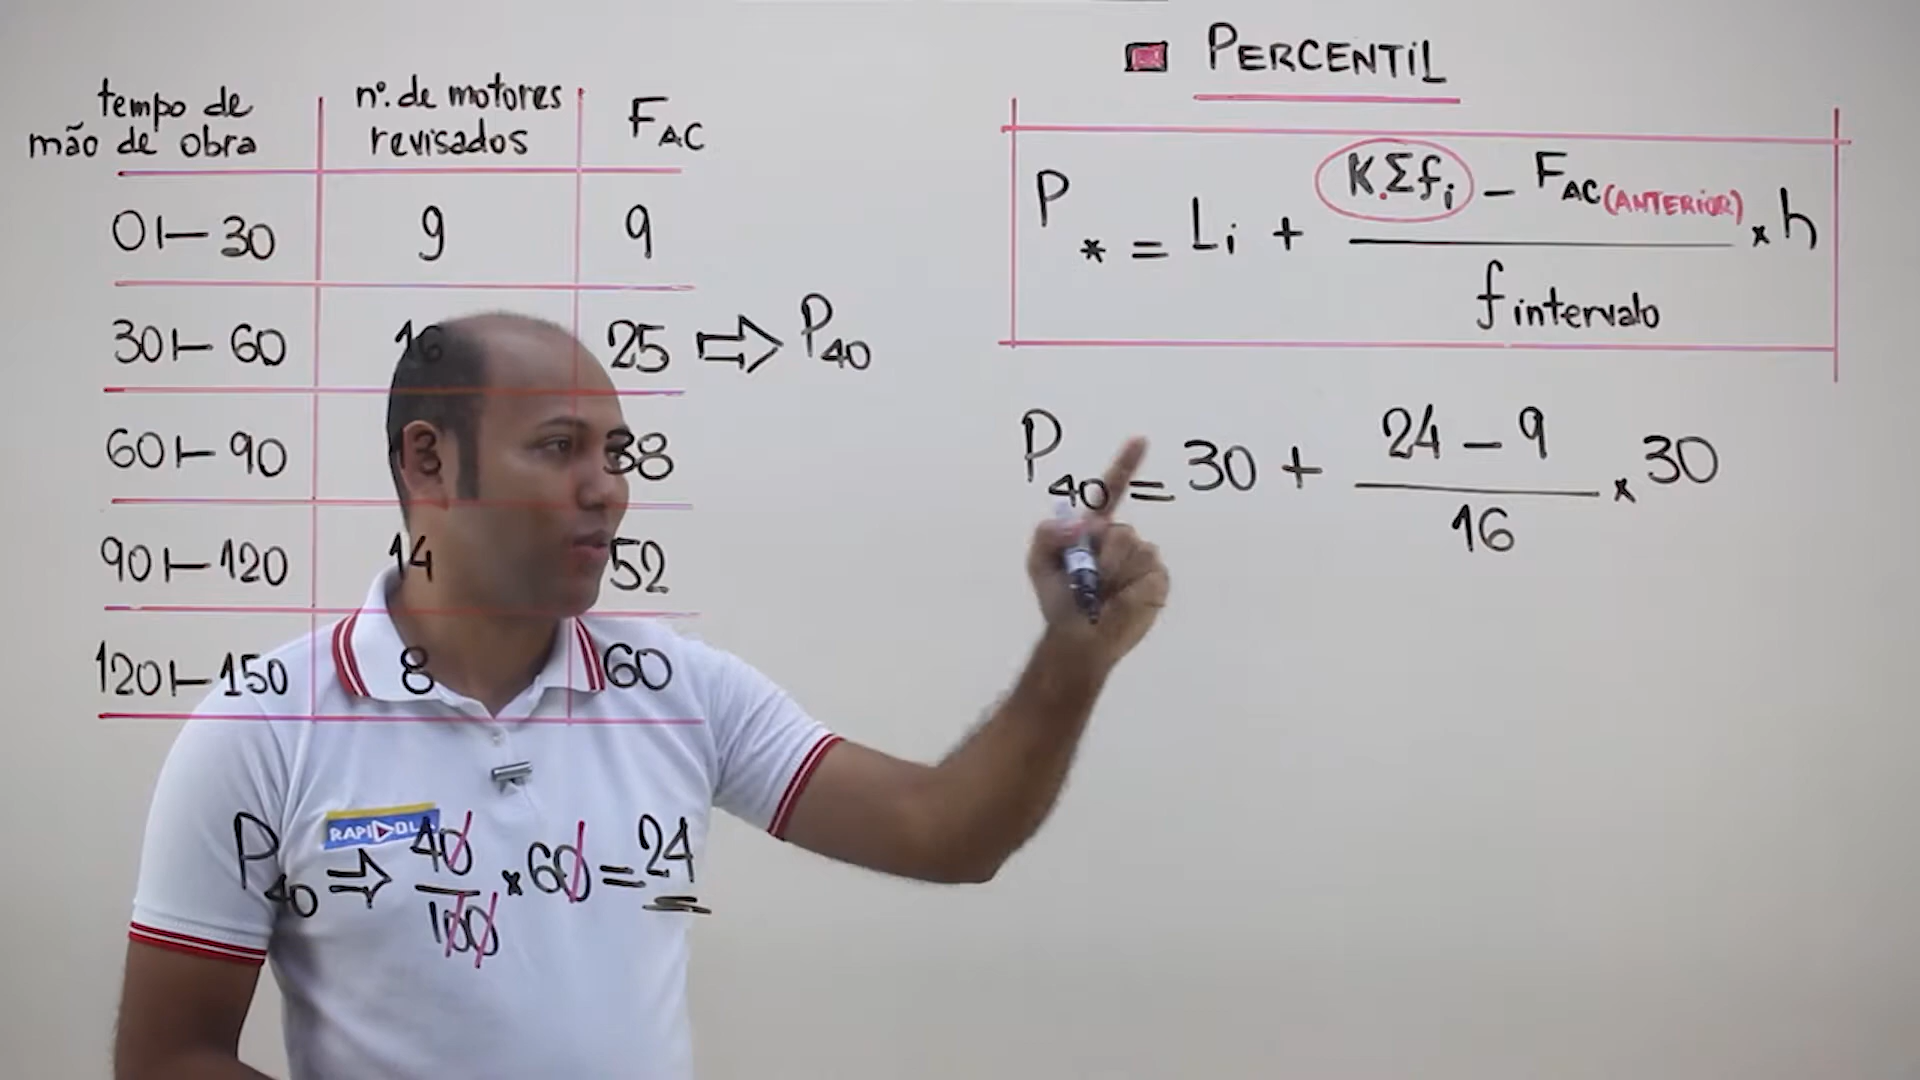 PERCENTIL
tempo de mão de obra | nº. de motores revisados | FAC
0 ⊢ 30 | 9 | 9
30 ⊢ 60 | 16 | 25 ⇨ P40
60 ⊢ 90 | 13 | 38
90 ⊢ 120 | 14 | 52
120 ⊢ 150 | 8 | 60
P* = Li + (K.Σfi − FAC(ANTERIOR)) / fintervalo × h
P40 = 30 + (24 − 9) / 16 × 30
RAPIDOLA
P40 ⇒ 40/100 × 60 = 24